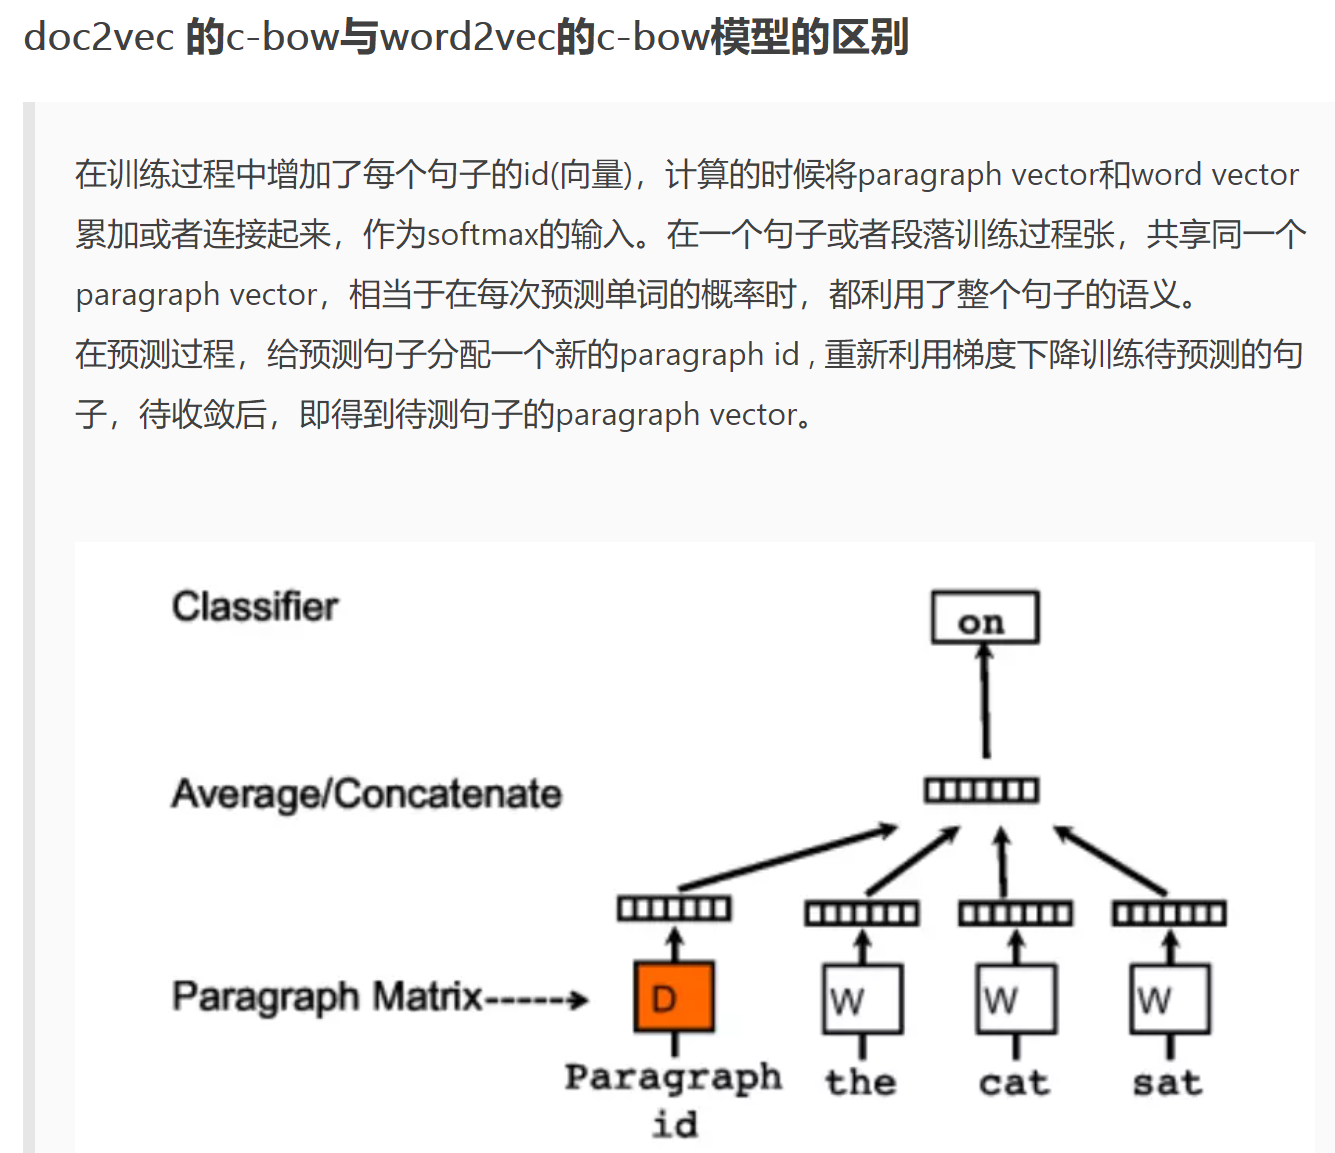 doc2vec 的c-bow与word2vec的c-bow模型的区别
在训练过程中增加了每个句子的id(向量)，计算的时候将paragraph vector和word vector
累加或者连接起来，作为softmax的输入。在一个句子或者段落训练过程张，共享同一个
paragraph vector，相当于在每次预测单词的概率时，都利用了整个句子的语义。
在预测过程，给预测句子分配一个新的paragraph id , 重新利用梯度下降训练待预测的句
子，待收敛后，即得到待测句子的paragraph vector。
Classifier
on
Average/Concatenate
Paragraph Matrix----->
D
W
W
W
Paragraph
id
the
cat
sat